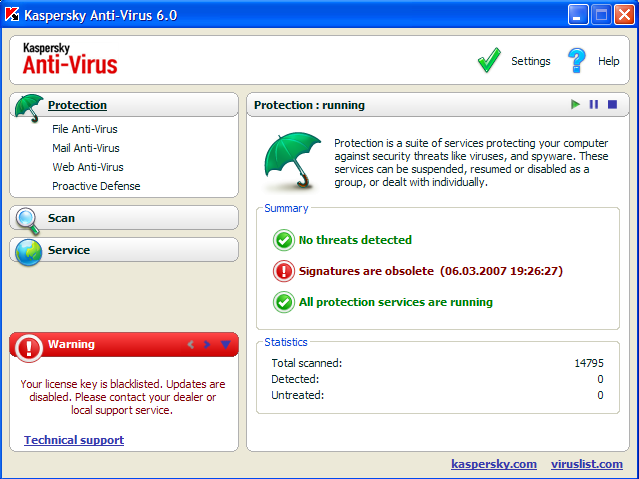 Kaspersky Anti-Virus 6.0
Kaspersky
Anti-Virus
Settings
Help
Protection
File Anti-Virus
Mail Anti-Virus
Web Anti-Virus
Proactive Defense
Scan
Service
Warning
Your license key is blacklisted. Updates are
disabled. Please contact your dealer or
local support service.
Technical support
Protection : running
Protection is a suite of services protecting your computer
against security threats like viruses, and spyware. These
services can be suspended, resumed or disabled as a
group, or dealt with individually.
Summary
No threats detected
Signatures are obsolete (06.03.2007 19:26:27)
All protection services are running
Statistics
Total scanned: 14795
Detected: 0
Untreated: 0
kaspersky.com viruslist.com